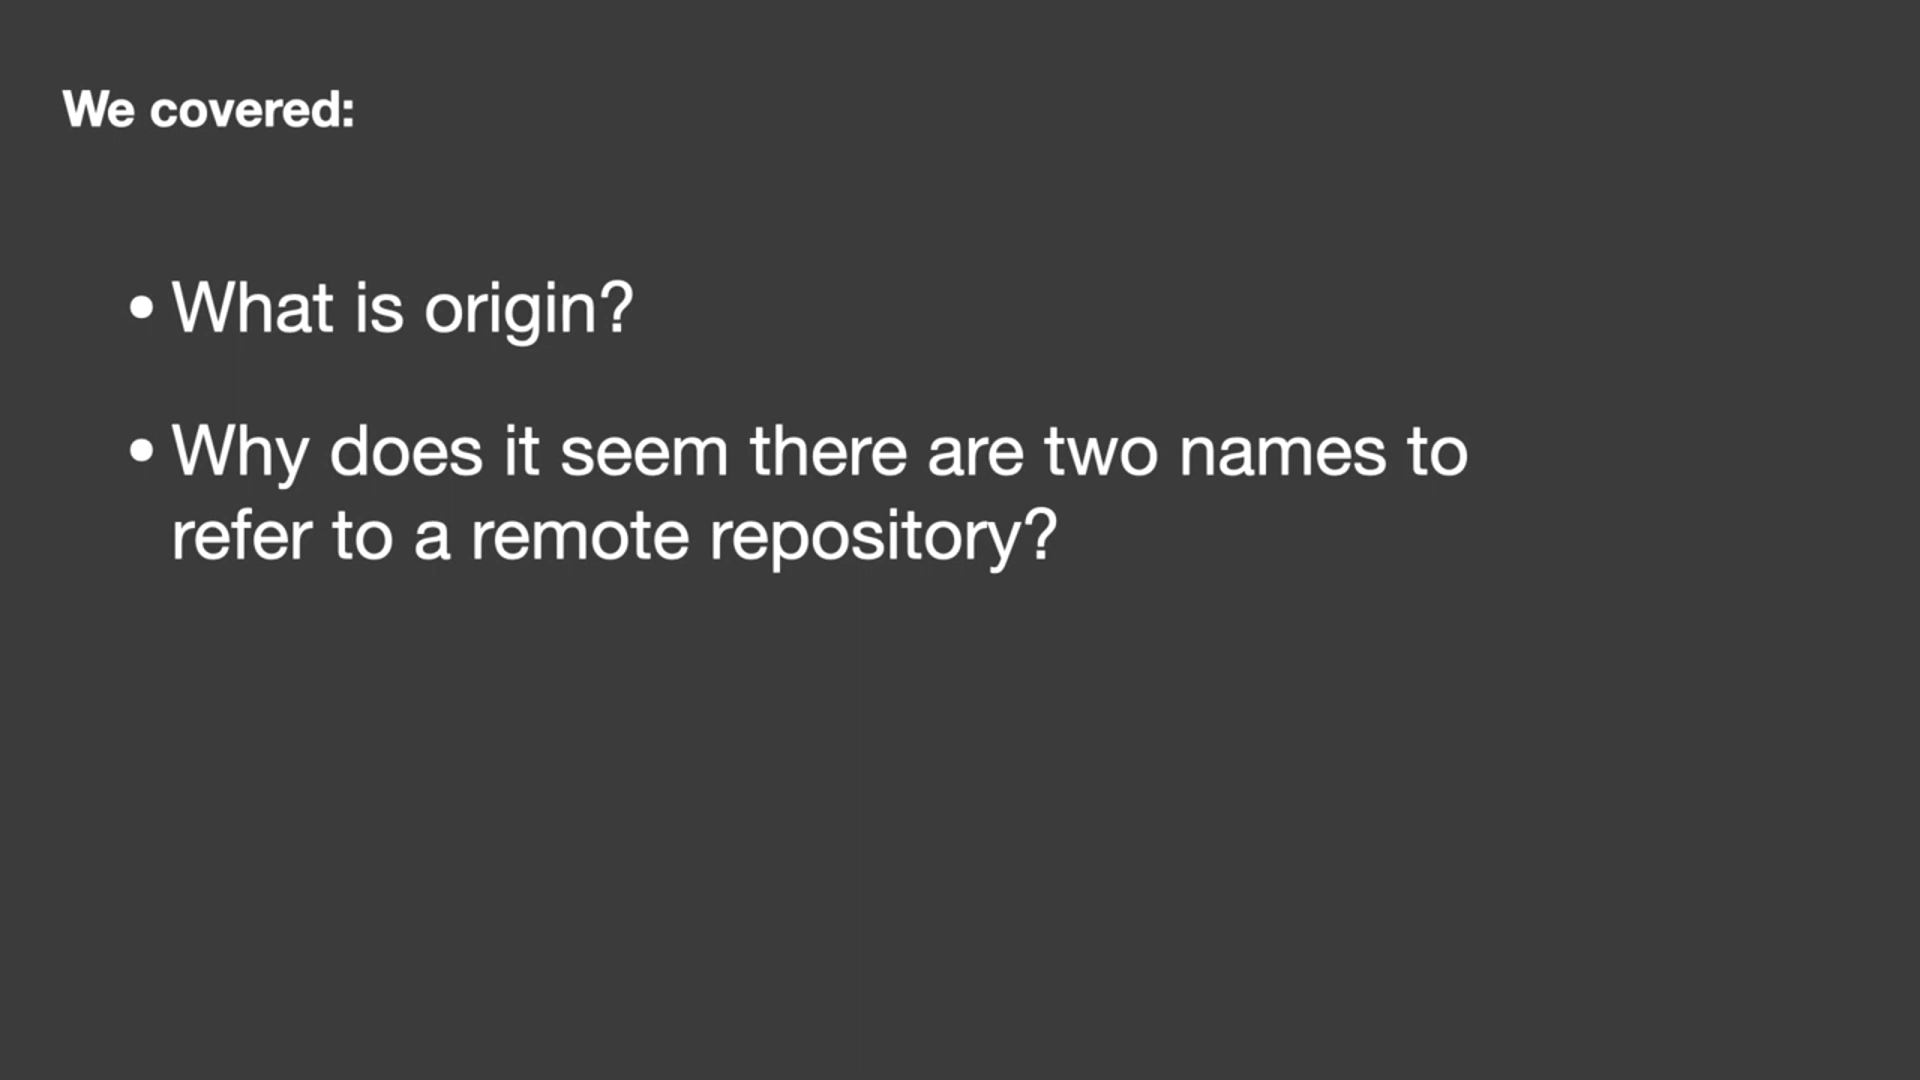 We covered:
• What is origin?
• Why does it seem there are two names to
refer to a remote repository?